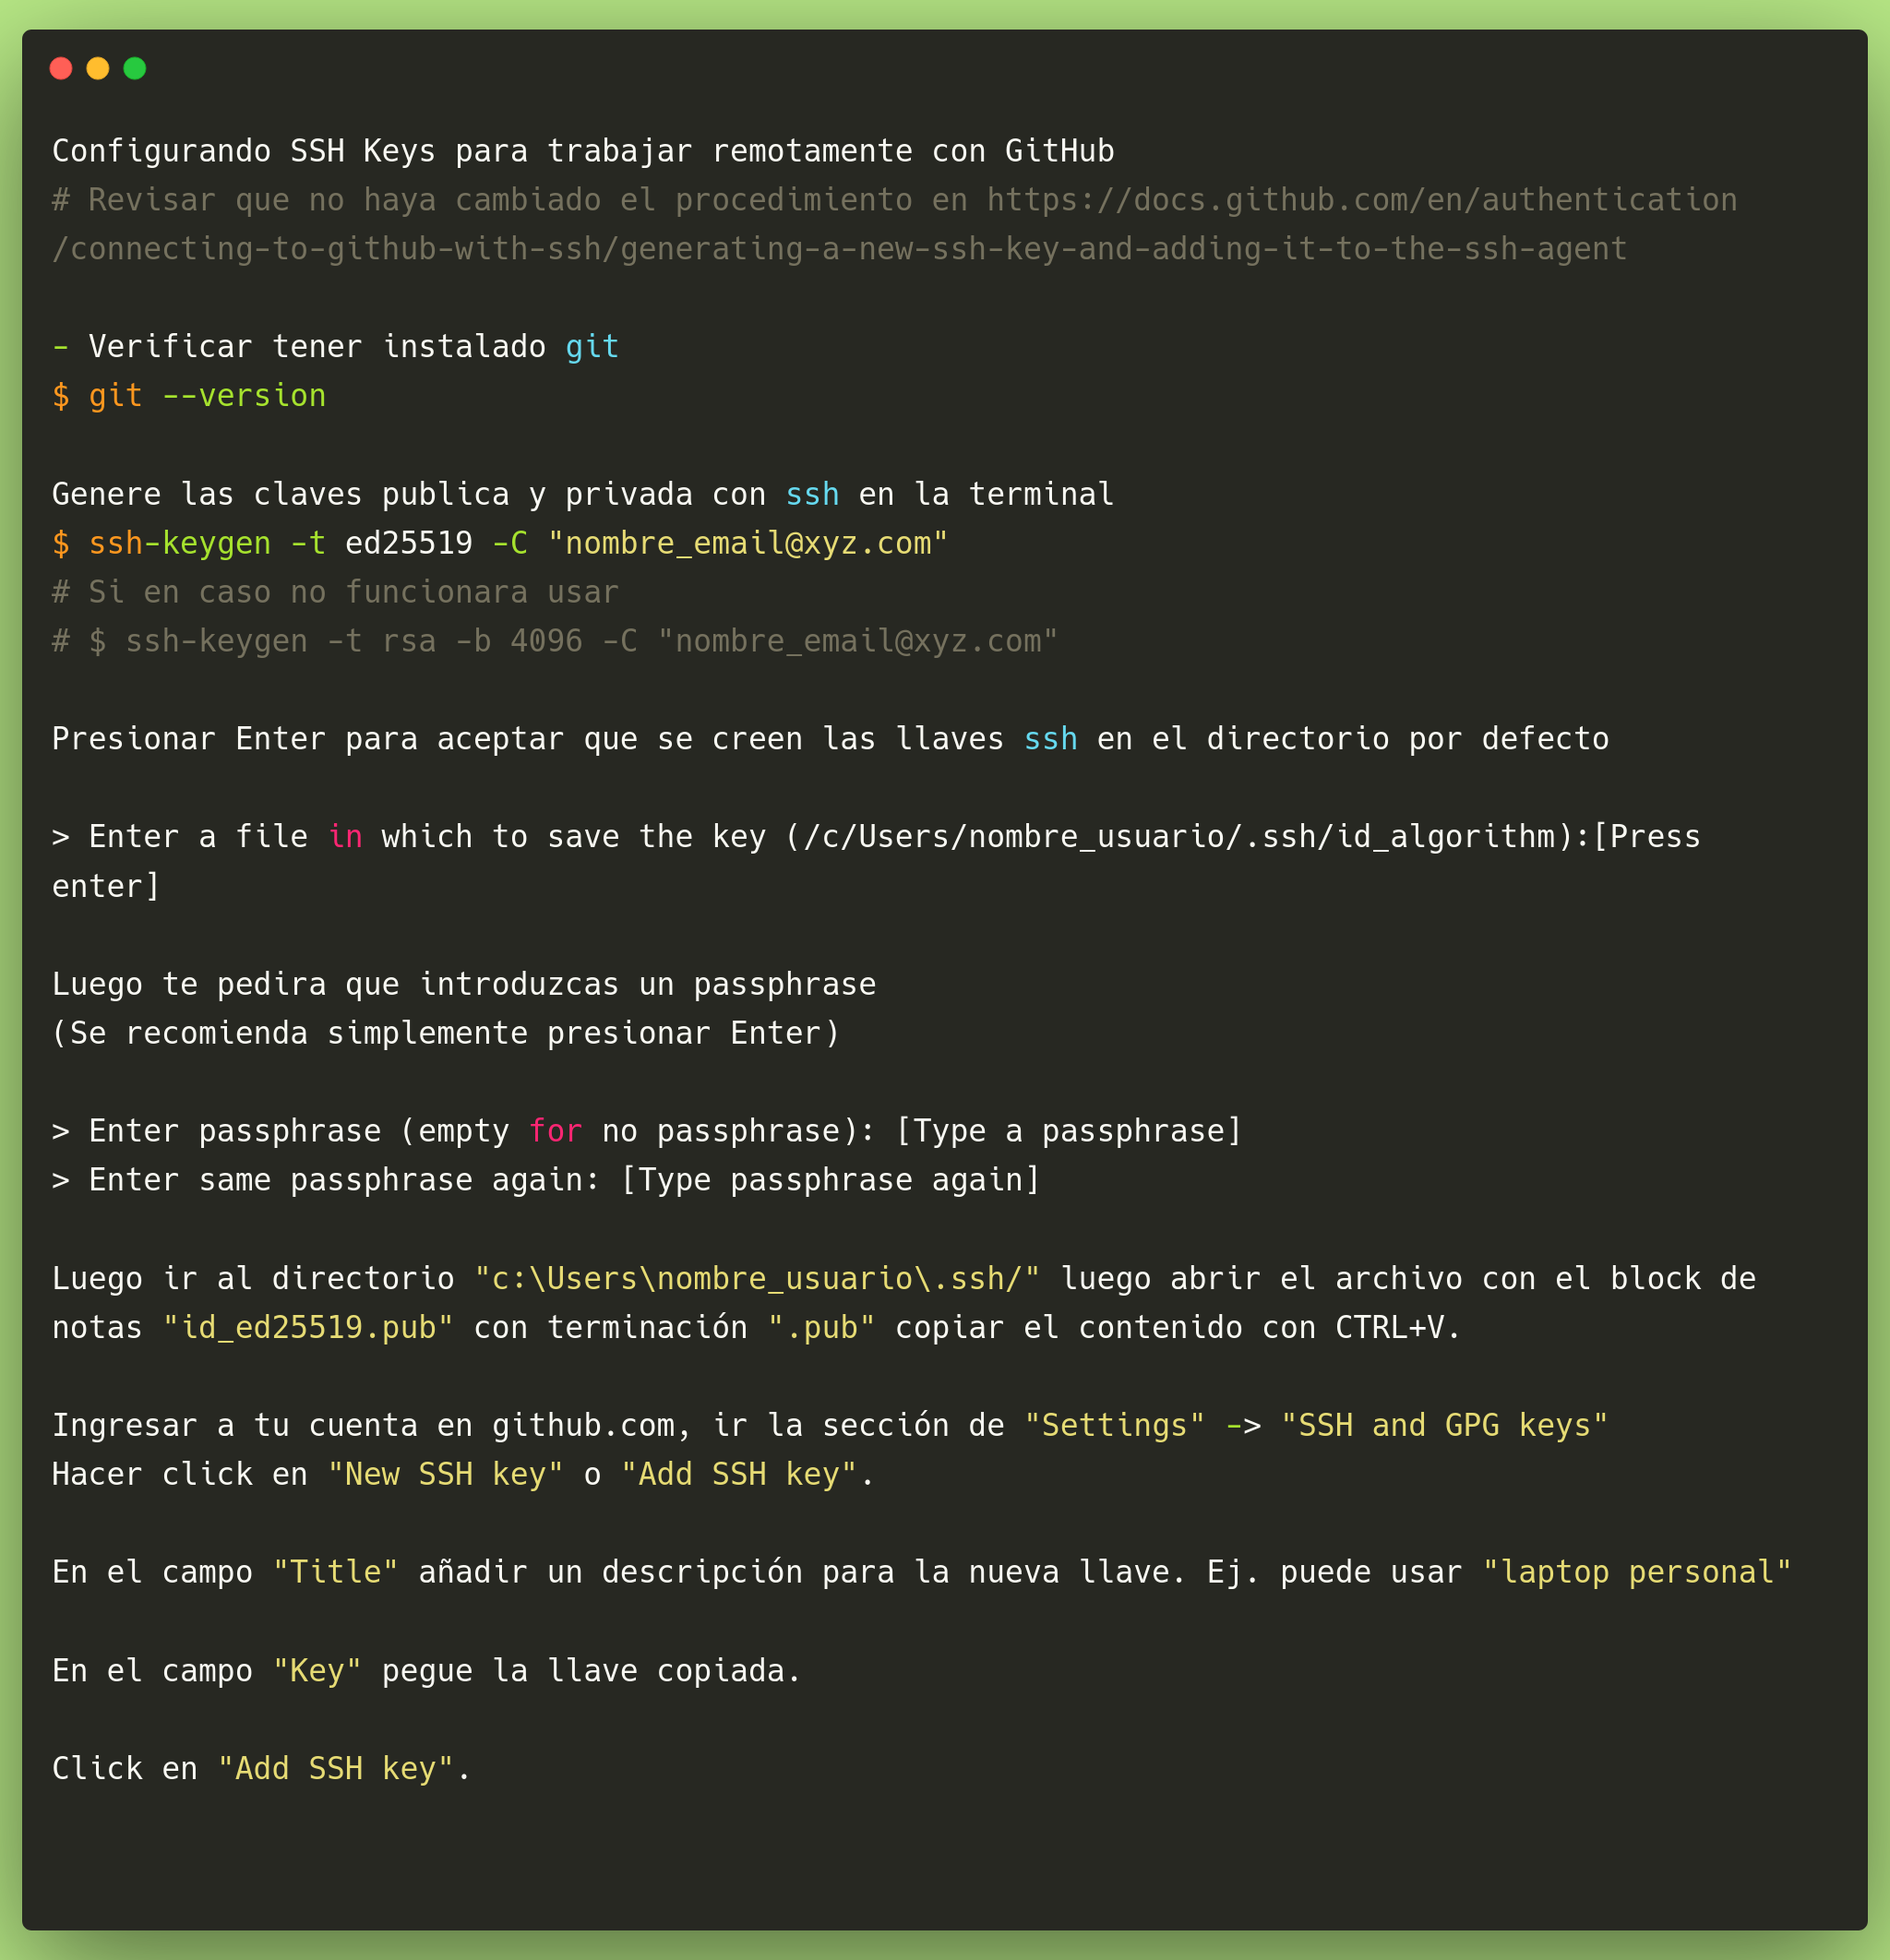 Configurando SSH Keys para trabajar remotamente con GitHub
# Revisar que no haya cambiado el procedimiento en https://docs.github.com/en/authentication
/connecting-to-github-with-ssh/generating-a-new-ssh-key-and-adding-it-to-the-ssh-agent
- Verificar tener instalado git
$ git --version
Genere las claves publica y privada con ssh en la terminal
$ ssh-keygen -t ed25519 -C "nombre_email@xyz.com"
# Si en caso no funcionara usar
# $ ssh-keygen -t rsa -b 4096 -C "nombre_email@xyz.com"
Presionar Enter para aceptar que se creen las llaves ssh en el directorio por defecto
> Enter a file in which to save the key (/c/Users/nombre_usuario/.ssh/id_algorithm):[Press
enter]
Luego te pedira que introduzcas un passphrase
(Se recomienda simplemente presionar Enter)
> Enter passphrase (empty for no passphrase): [Type a passphrase]
> Enter same passphrase again: [Type passphrase again]
Luego ir al directorio "c:\Users\nombre_usuario\.ssh/" luego abrir el archivo con el block de
notas "id_ed25519.pub" con terminación ".pub" copiar el contenido con CTRL+V.
Ingresar a tu cuenta en github.com, ir la sección de "Settings" -> "SSH and GPG keys"
Hacer click en "New SSH key" o "Add SSH key".
En el campo "Title" añadir un descripción para la nueva llave. Ej. puede usar "laptop personal"
En el campo "Key" pegue la llave copiada.
Click en "Add SSH key".